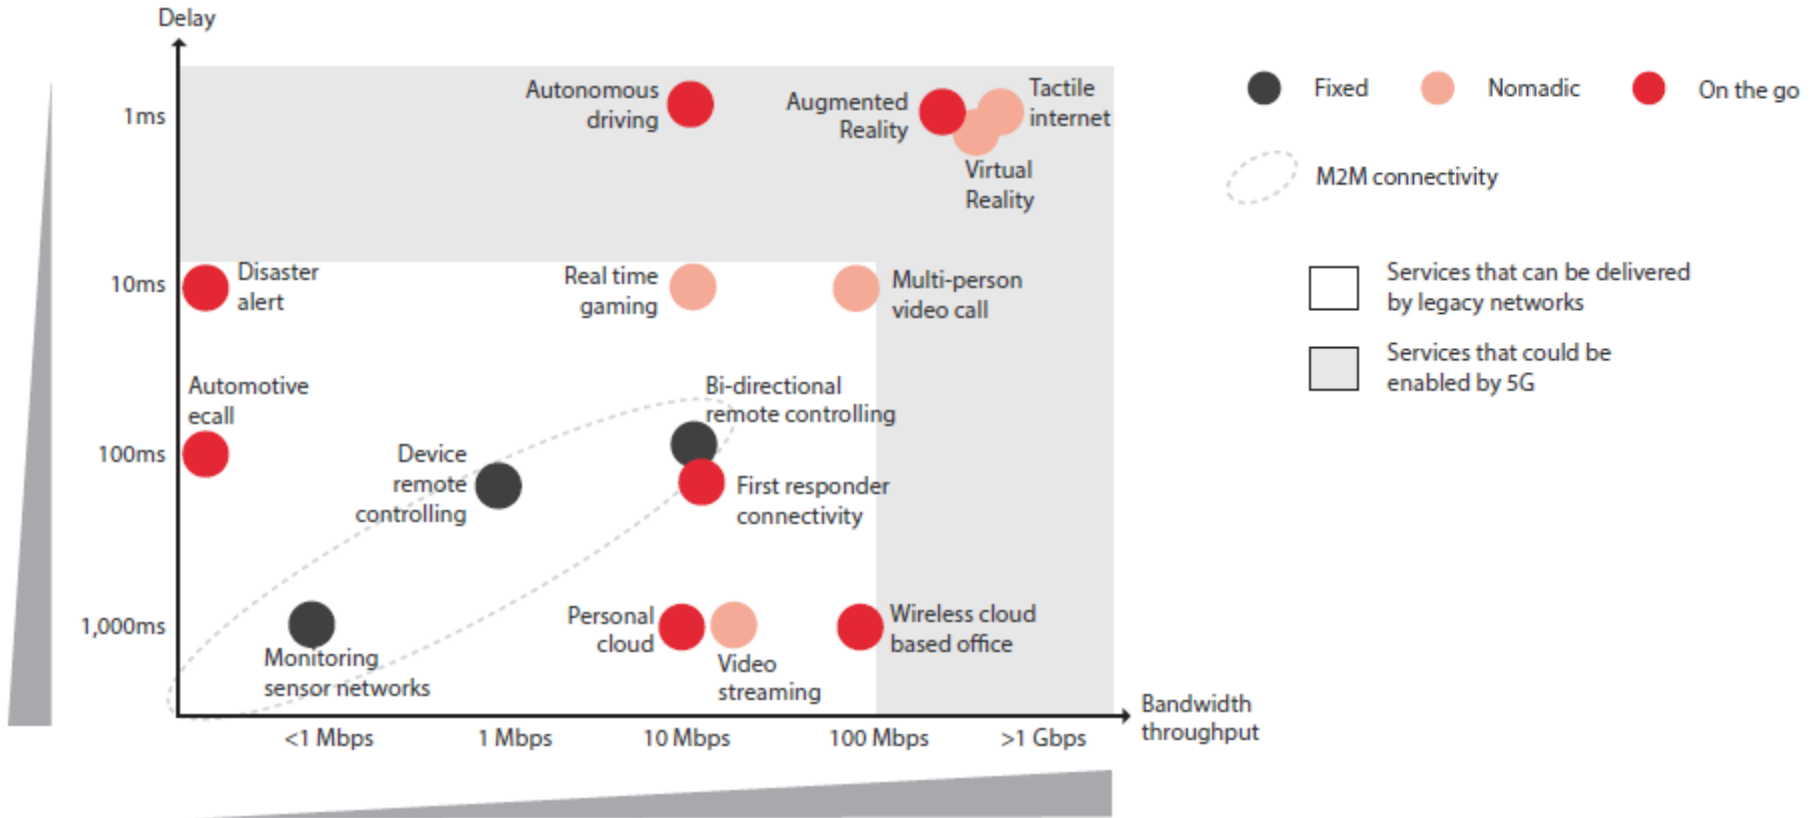 Delay
1ms
10ms
100ms
1,000ms
Autonomous
driving
Augmented
Reality
Tactile
internet
Virtual
Reality
Disaster
alert
Real time
gaming
Multi-person
video call
Automotive
ecall
Bi-directional
remote controlling
Device
remote
controlling
First responder
connectivity
Monitoring
sensor networks
Personal
cloud
Video
streaming
Wireless cloud
based office
<1 Mbps
1 Mbps
10 Mbps
100 Mbps
>1 Gbps
Bandwidth
throughput
Fixed
Nomadic
On the go
M2M connectivity
Services that can be delivered
by legacy networks
Services that could be
enabled by 5G